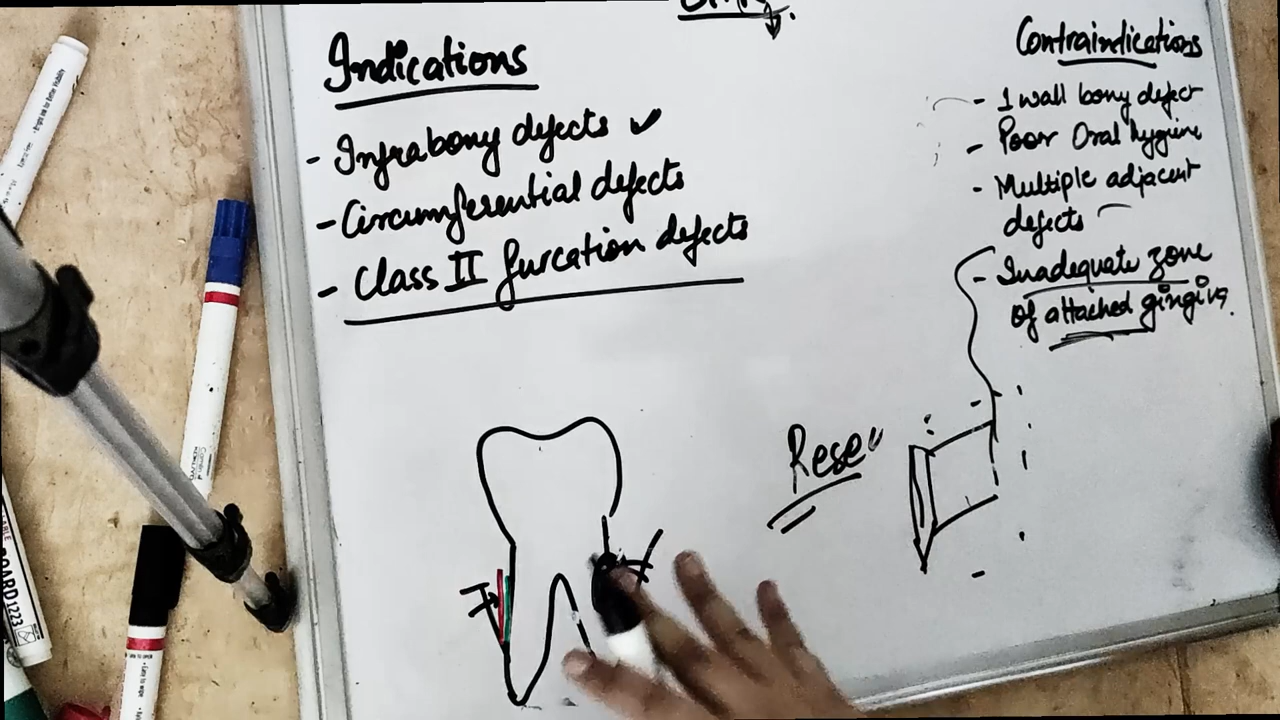 Indications
- Infrabony defects ✓
- Circumferential defects
- Class II furcation defects
Contraindications
- 1 wall bony defect
- Poor Oral hygiene
- Multiple adjacent
defects
- Inadequate zone
of attached gingiva.
Rese